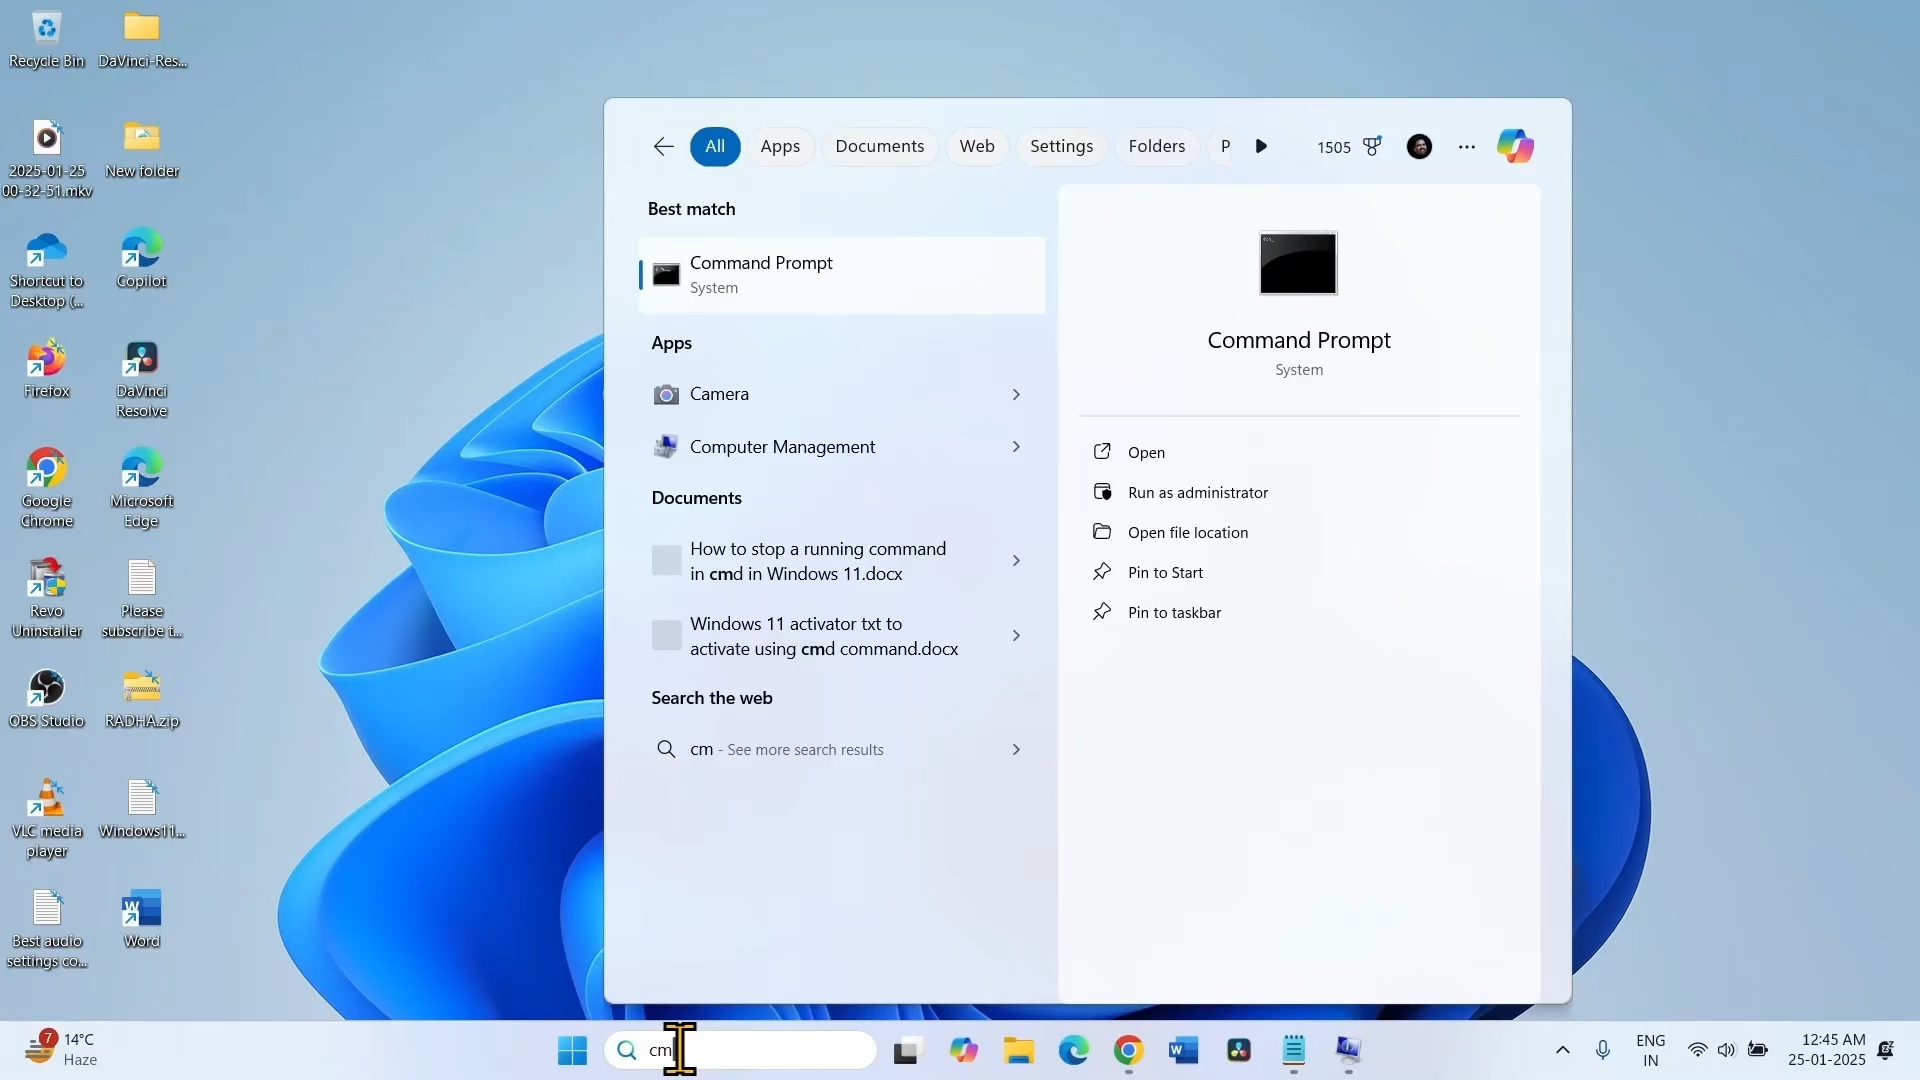 Recycle Bin
DaVinci-Res...
2025-01-25
00-32-51.mkv
New folder
Shortcut to
Desktop (...
Copilot
Firefox
DaVinci
Resolve
Google
Chrome
Microsoft
Edge
Revo
Uninstaller
Please
subscribe t...
OBS Studio
RADHA.zip
VLC media
player
Windows11...
Best audio
settings co...
Word
All
Apps
Documents
Web
Settings
Folders
P
1505
Best match
Command Prompt
System
Apps
Camera
Computer Management
Documents
How to stop a running command
in cmd in Windows 11.docx
Windows 11 activator txt to
activate using cmd command.docx
Search the web
cm - See more search results
Command Prompt
System
Open
Run as administrator
Open file location
Pin to Start
Pin to taskbar
7
14°C
Haze
cm
ENG
IN
12:45 AM
25-01-2025